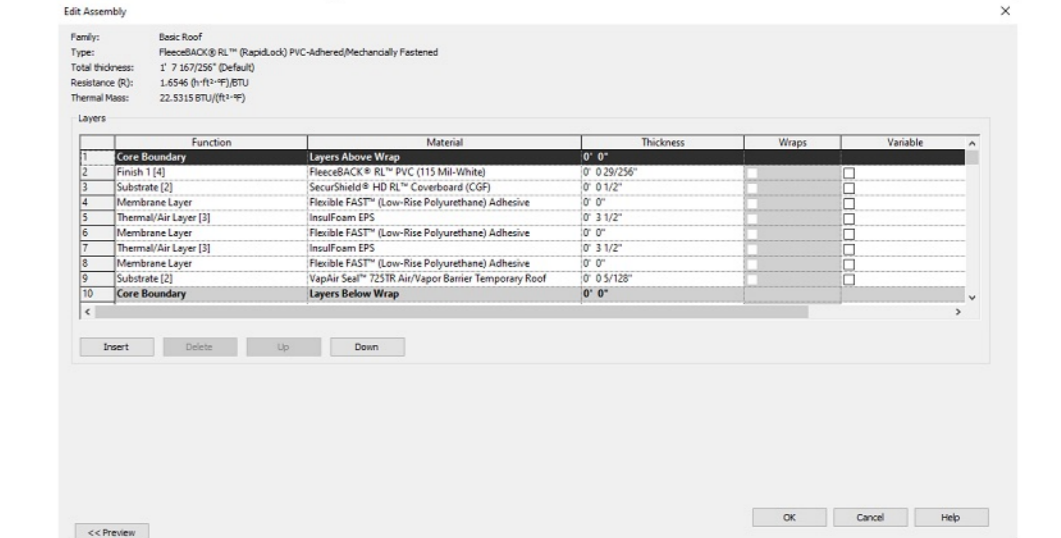 Edit Assembly
Family: Basic Roof
Type: FleeceBACK® RL™ (RapidLock) PVC-Adhered/Mechancially Fastened
Total thickness: 1' 7 167/256" (Default)
Resistance (R): 1.6546 (h·ft²·°F)/BTU
Thermal Mass: 22.5315 BTU/(ft²·°F)
Layers
Function Material Thickness Wraps Variable
1 Core Boundary Layers Above Wrap 0' 0"
2 Finish 1 [4] FleeceBACK® RL™ PVC (115 Mil-White) 0' 0 29/256"
3 Substrate [2] SecurShield® HD RL™ Coverboard (CGF) 0' 0 1/2"
4 Membrane Layer Flexible FAST™ (Low-Rise Polyurethane) Adhesive 0' 0"
5 Thermal/Air Layer [3] InsulFoam EPS 0' 3 1/2"
6 Membrane Layer Flexible FAST™ (Low-Rise Polyurethane) Adhesive 0' 0"
7 Thermal/Air Layer [3] InsulFoam EPS 0' 3 1/2"
8 Membrane Layer Flexible FAST™ (Low-Rise Polyurethane) Adhesive 0' 0"
9 Substrate [2] VapAir Seal™ 725TR Air/Vapor Barrier Temporary Roof 0' 0 5/128"
10 Core Boundary Layers Below Wrap 0' 0"
Insert Delete Up Down
OK Cancel Help
<< Preview